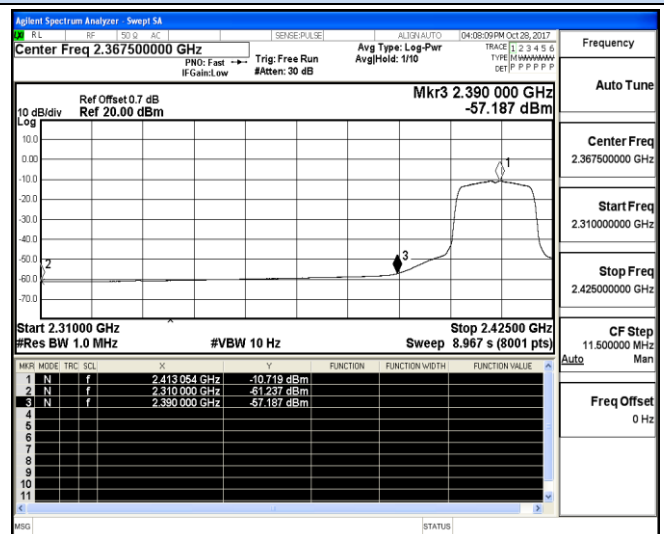 Agilent Spectrum Analyzer - Swept SA
LXI RL RF 50 Ω AC SENSE:PULSE ALIGNAUTO 04:08:09PM Oct 28, 2017
Center Freq 2.367500000 GHz
PNO: Fast
IFGain:Low
Trig: Free Run
#Atten: 30 dB
Avg Type: Log-Pwr
Avg|Hold: 1/10
TRACE 1 2 3 4 5 6
TYPE M
DET P P P P P P
Ref Offset 0.7 dB
10 dB/div Ref 20.00 dBm
Log
Mkr3 2.390 000 GHz
-57.187 dBm
10.0
0.00
-10.0
-20.0
-30.0
-40.0
-50.0
-60.0
-70.0
1
2
3
Start 2.31000 GHz
Stop 2.42500 GHz
#Res BW 1.0 MHz #VBW 10 Hz Sweep 8.967 s (8001 pts)
MKR MODE TRC SCL X Y FUNCTION FUNCTION WIDTH FUNCTION VALUE
1 N f 2.413 054 GHz -10.719 dBm
2 N f 2.310 000 GHz -61.237 dBm
3 N f 2.390 000 GHz -57.187 dBm
4
5
6
7
8
9
10
11
MSG STATUS
Frequency
Auto Tune
Center Freq
2.367500000 GHz
Start Freq
2.310000000 GHz
Stop Freq
2.425000000 GHz
CF Step
11.500000 MHz
Auto Man
Freq Offset
0 Hz